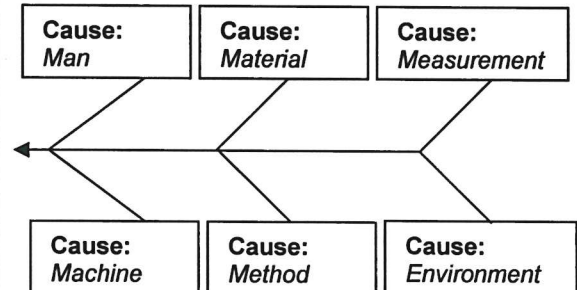 Cause:
Man
Cause:
Material
Cause:
Measurement
Cause:
Machine
Cause:
Method
Cause:
Environment